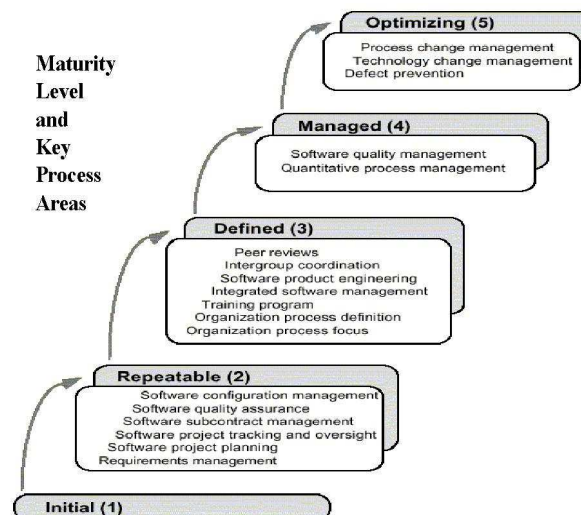 Maturity
Level
and
Key
Process
Areas
Optimizing (5)
Process change management
Technology change management
Defect prevention
Managed (4)
Software quality management
Quantitative process management
Defined (3)
Peer reviews
Intergroup coordination
Software product engineering
Integrated software management
Training program
Organization process definition
Organization process focus
Repeatable (2)
Software configuration management
Software quality assurance
Software subcontract management
Software project tracking and oversight
Software project planning
Requirements management
Initial (1)